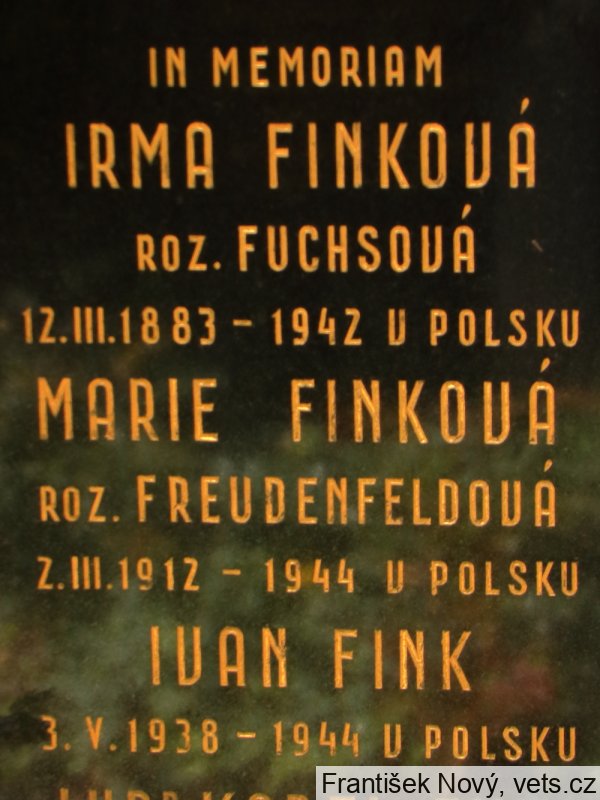 IN MEMORIAM
IRMA FINKOVÁ
ROZ. FUCHSOVÁ
12.III.1883 – 1942 V POLSKU
MARIE FINKOVÁ
ROZ. FREUDENFELDOVÁ
2.III.1912 – 1944 V POLSKU
IVAN FINK
3.V.1938 – 1944 V POLSKU
František Nový, vets.cz